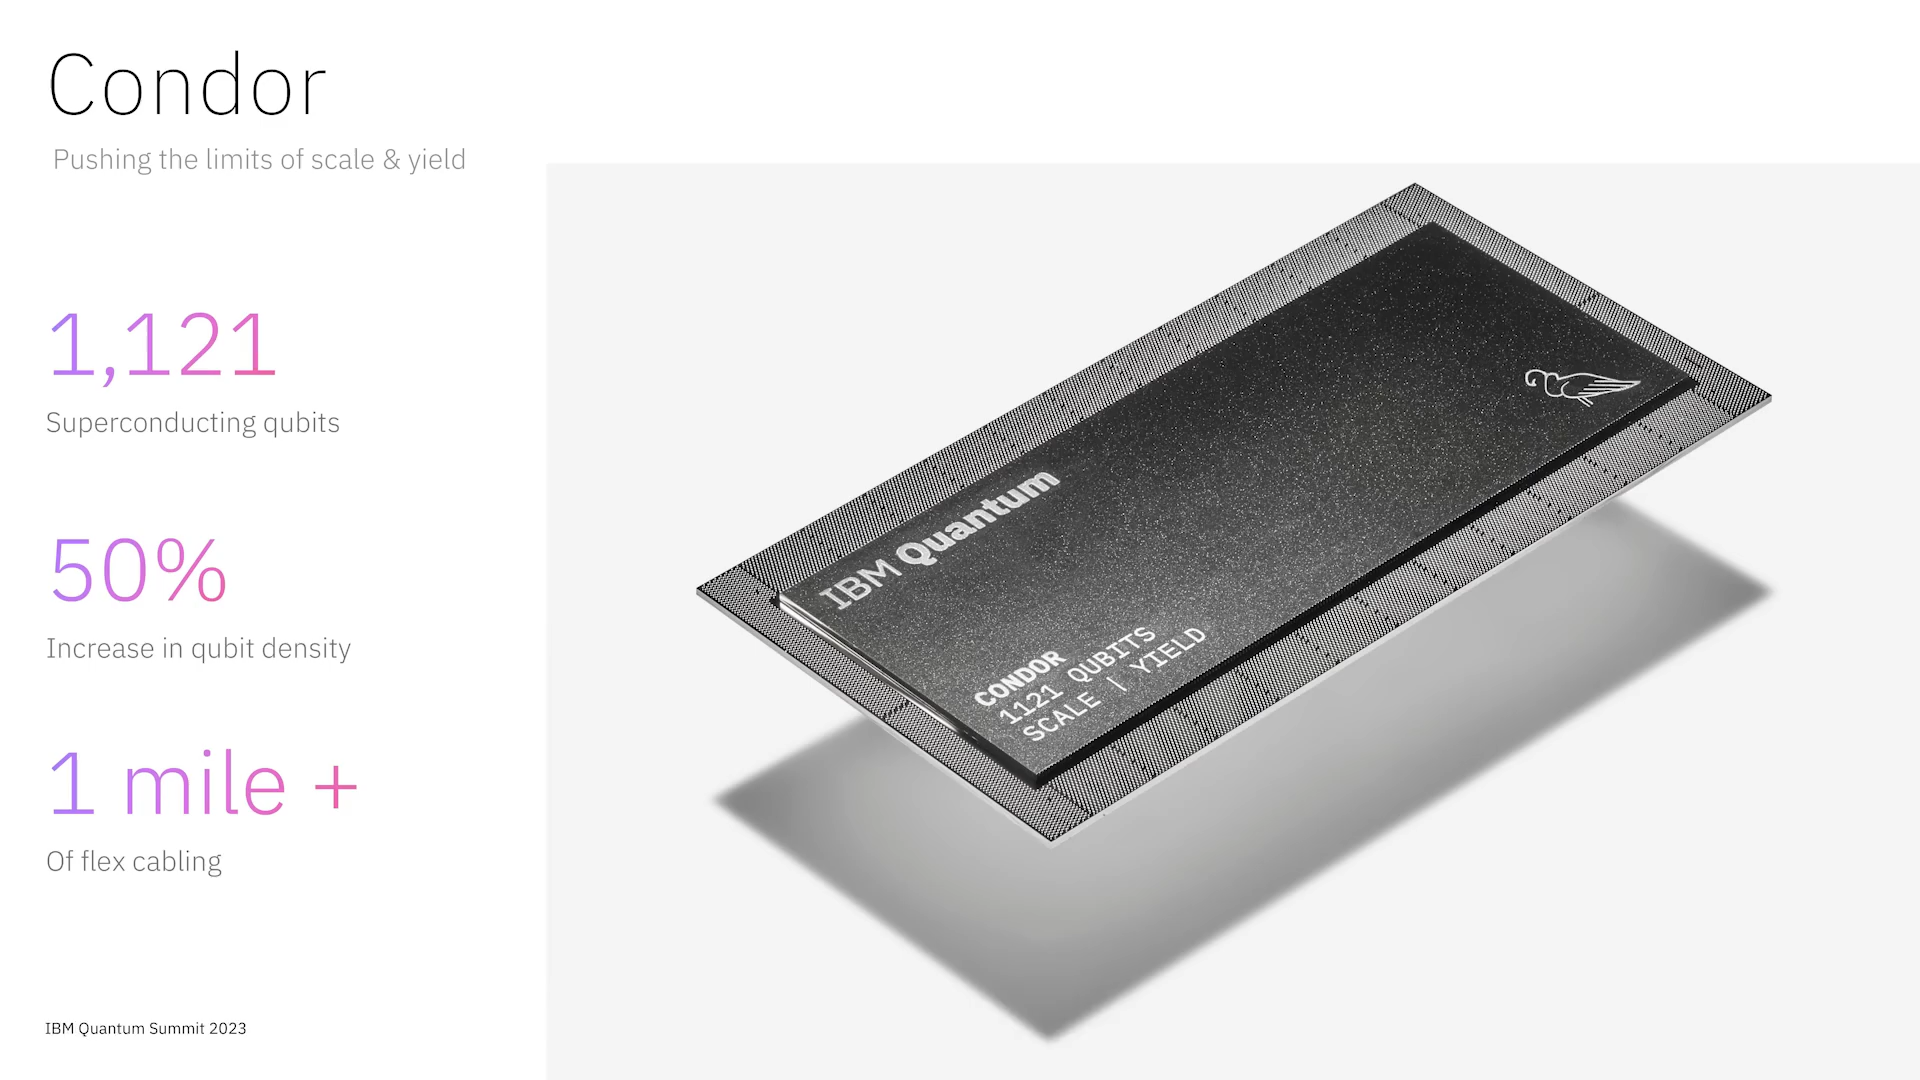 Condor
Pushing the limits of scale & yield
1,121
Superconducting qubits
50%
Increase in qubit density
1 mile +
Of flex cabling
IBM Quantum Summit 2023
IBM Quantum
CONDOR
1121 QUBITS
SCALE | YIELD